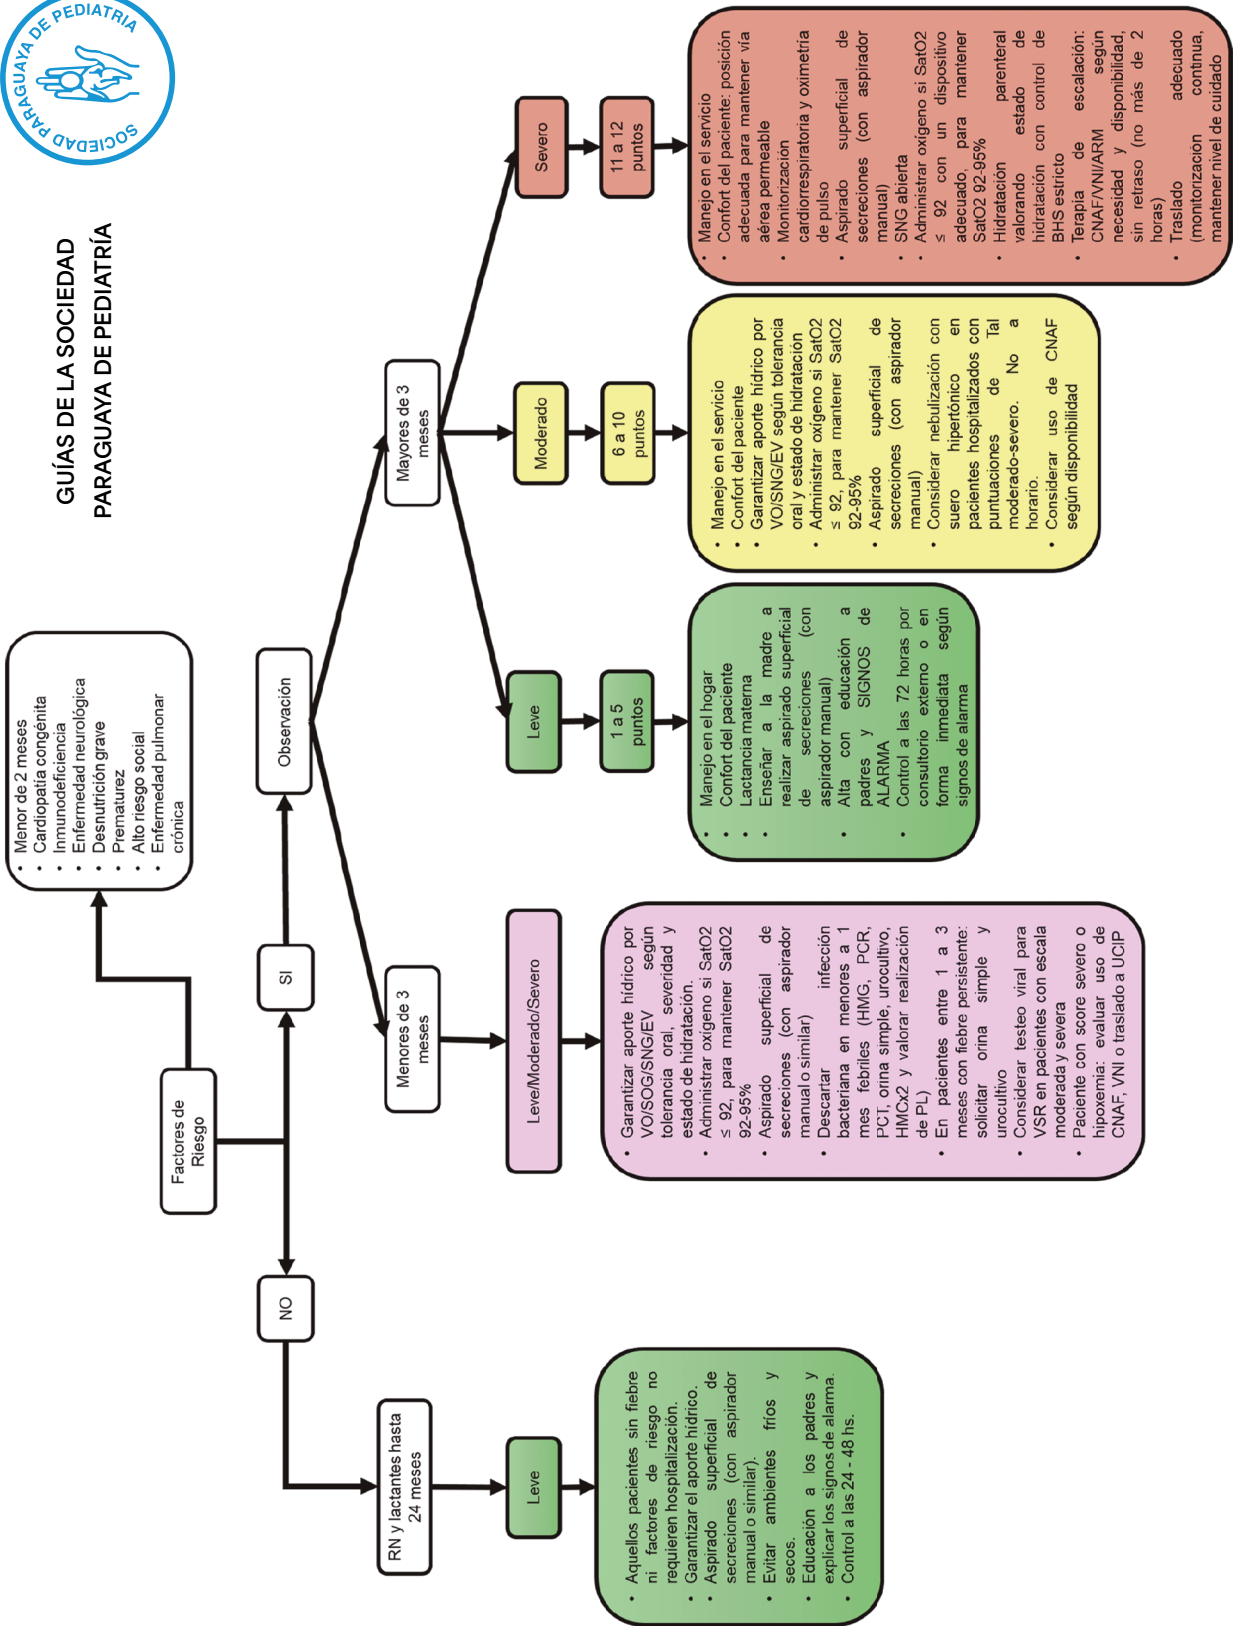 SOCIEDAD PARAGUAYA DE PEDIATRIA
GUÍAS DE LA SOCIEDAD
PARAGUAYA DE PEDIATRÍA
Factores de
Riesgo
• Menor de 2 meses
• Cardiopatía congénita
• Inmunodeficiencia
• Enfermedad neurológica
• Desnutrición grave
• Prematurez
• Alto riesgo social
• Enfermedad pulmonar
crónica
NO
SI
RN y lactantes hasta
24 meses
Leve
• Aquellos pacientes sin fiebre
ni factores de riesgo no
requieren hospitalización.
• Garantizar el aporte hídrico.
• Aspirado superficial de
secreciones (con aspirador
manual o similar).
• Evitar ambientes fríos y
secos.
• Educación a los padres y
explicar los signos de alarma.
• Control a las 24 - 48 hs.
Observación
Menores de 3
meses
Leve/Moderado/Severo
• Garantizar aporte hídrico por
VO/SOG/SNG/EV según
tolerancia oral, severidad y
estado de hidratación.
• Administrar oxígeno si SatO2
≤ 92, para mantener SatO2
92-95%
• Aspirado superficial de
secreciones (con aspirador
manual o similar)
• Descartar infección
bacteriana en menores a 1
mes febriles (HMG, PCR,
PCT, orina simple, urocultivo,
HMCx2 y valorar realización
de PL)
• En pacientes entre 1 a 3
meses con fiebre persistente:
solicitar orina simple y
urocultivo
• Considerar testeo viral para
VSR en pacientes con escala
moderada y severa
• Paciente con score severo o
hipoxemia: evaluar uso de
CNAF, VNI o traslado a UCIP
Mayores de 3
meses
Leve
1 a 5
puntos
• Manejo en el hogar
• Confort del paciente
• Lactancia materna
• Enseñar a la madre a
realizar aspirado superficial
de secreciones (con
aspirador manual)
• Alta con educación a
padres y SIGNOS DE
ALARMA
• Control a las 72 horas por
consultorio externo o en
forma inmediata según
signos de alarma
Moderado
6 a 10
puntos
• Manejo en el servicio
• Confort del paciente
• Garantizar aporte hídrico por
VO/SNG/EV según tolerancia
oral y estado de hidratación
• Administrar oxígeno si SatO2
≤ 92, para mantener SatO2
92-95%
• Aspirado superficial de
secreciones (con aspirador
manual)
• Considerar nebulización con
suero hipertónico en
pacientes hospitalizados con
puntuaciones de Tal
moderado-severo. No a
horario.
• Considerar uso de CNAF
según disponibilidad
Severo
11 a 12
puntos
• Manejo en el servicio
• Confort del paciente: posición
adecuada para mantener vía
aérea permeable
• Monitorización
cardiorrespiratoria y oximetria
de pulso
• Aspirado superficial de
secreciones (con aspirador
manual)
• SNG abierta
• Administrar oxígeno si SatO2
≤ 92 con un dispositivo
adecuado, para mantener
SatO2 92-95%
• Hidratación parenteral
valorando estado de
hidratación con control de
BHS estricto
• Terapia de escalación:
CNAF/VNI/ARM según
necesidad y disponibilidad,
sin retraso (no más de 2
horas)
• Traslado adecuado
(monitorización continua,
mantener nivel de cuidado